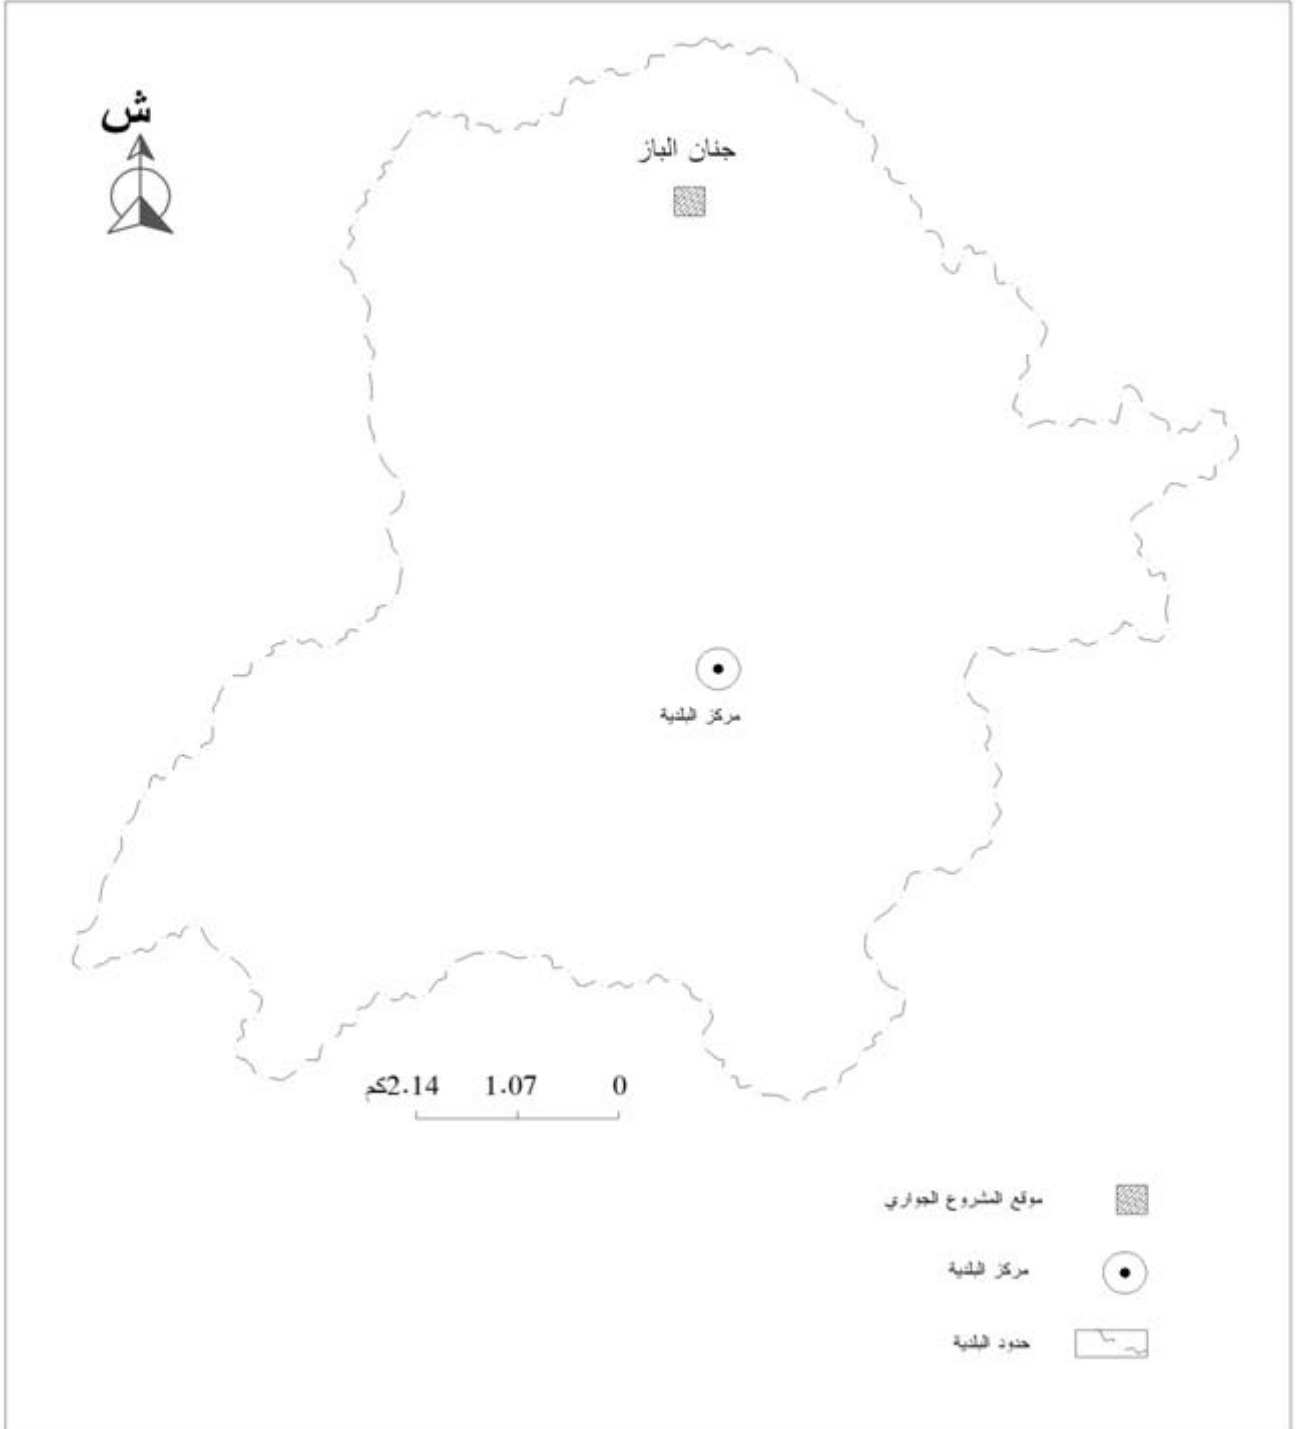 ش
جنان الباز
مركز البلدية
2.14كم 1.07 0
موقع المشروع الجواري
مركز البلدية
حدود البلدية